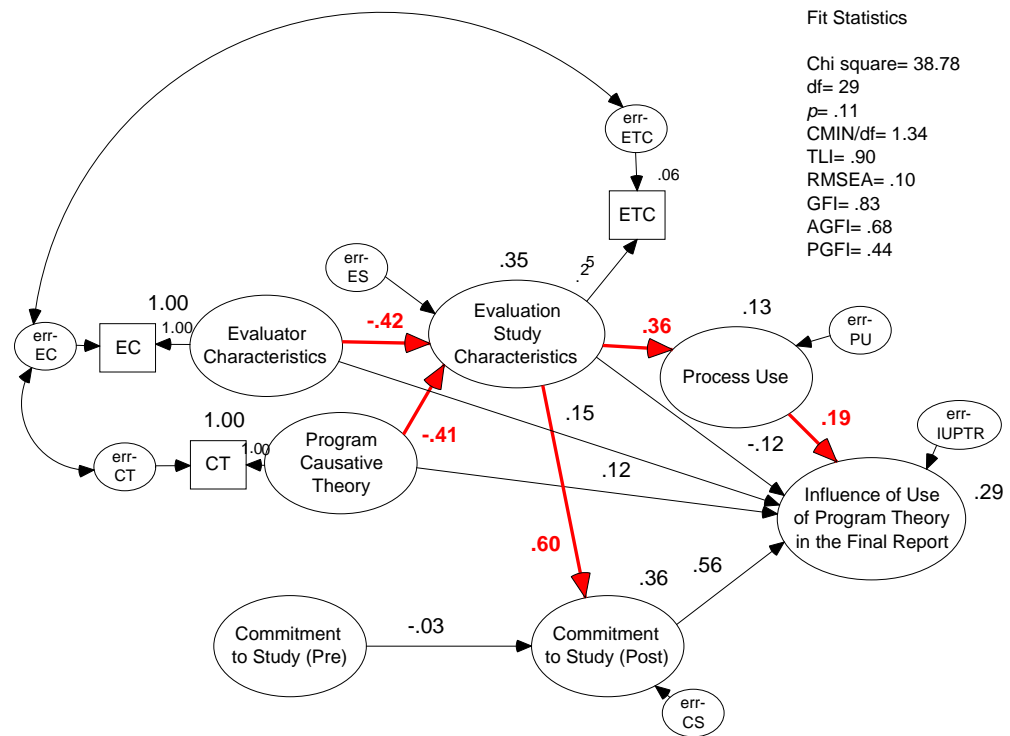 Fit Statistics
Chi square= 38.78
df= 29
p= .11
CMIN/df= 1.34
TLI= .90
RMSEA= .10
GFI= .83
AGFI= .68
PGFI= .44
err-
ETC
.06
ETC
.25
err-
ES
.35
Evaluation
Study
Characteristics
1.00
1.00
err-
EC
EC
Evaluator
Characteristics
-.42
.36
.13
err-
PU
Process Use
1.00
1.00
err-
CT
CT
Program
Causative
Theory
-.41
.15
.12
-.12
.19
err-
IUPTR
Influence of Use
of Program Theory
in the Final Report
.29
.60
.36
.56
Commitment
to Study (Pre)
-.03
Commitment
to Study (Post)
err-
CS